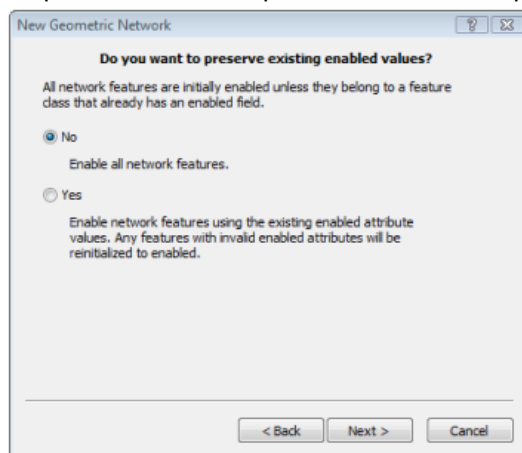 New Geometric Network
Do you want to preserve existing enabled values?
All network features are initially enabled unless they belong to a feature
class that already has an enabled field.
No
Enable all network features.
Yes
Enable network features using the existing enabled attribute
values. Any features with invalid enabled attributes will be
reinitialized to enabled.
< Back Next > Cancel